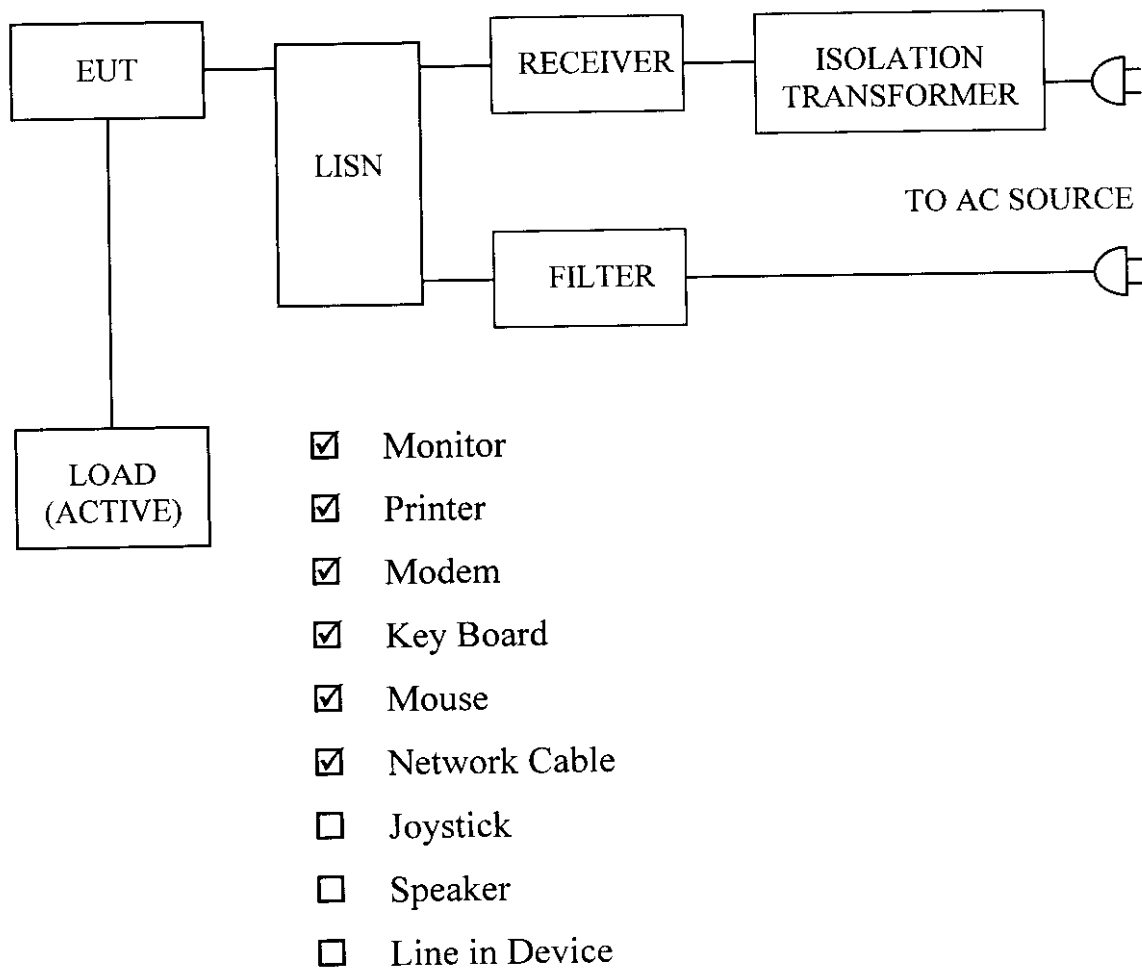 EUT
LISN
RECEIVER
ISOLATION
TRANSFORMER
TO AC SOURCE
FILTER
LOAD
(ACTIVE)
☑ Monitor
☑ Printer
☑ Modem
☑ Key Board
☑ Mouse
☑ Network Cable
☐ Joystick
☐ Speaker
☐ Line in Device